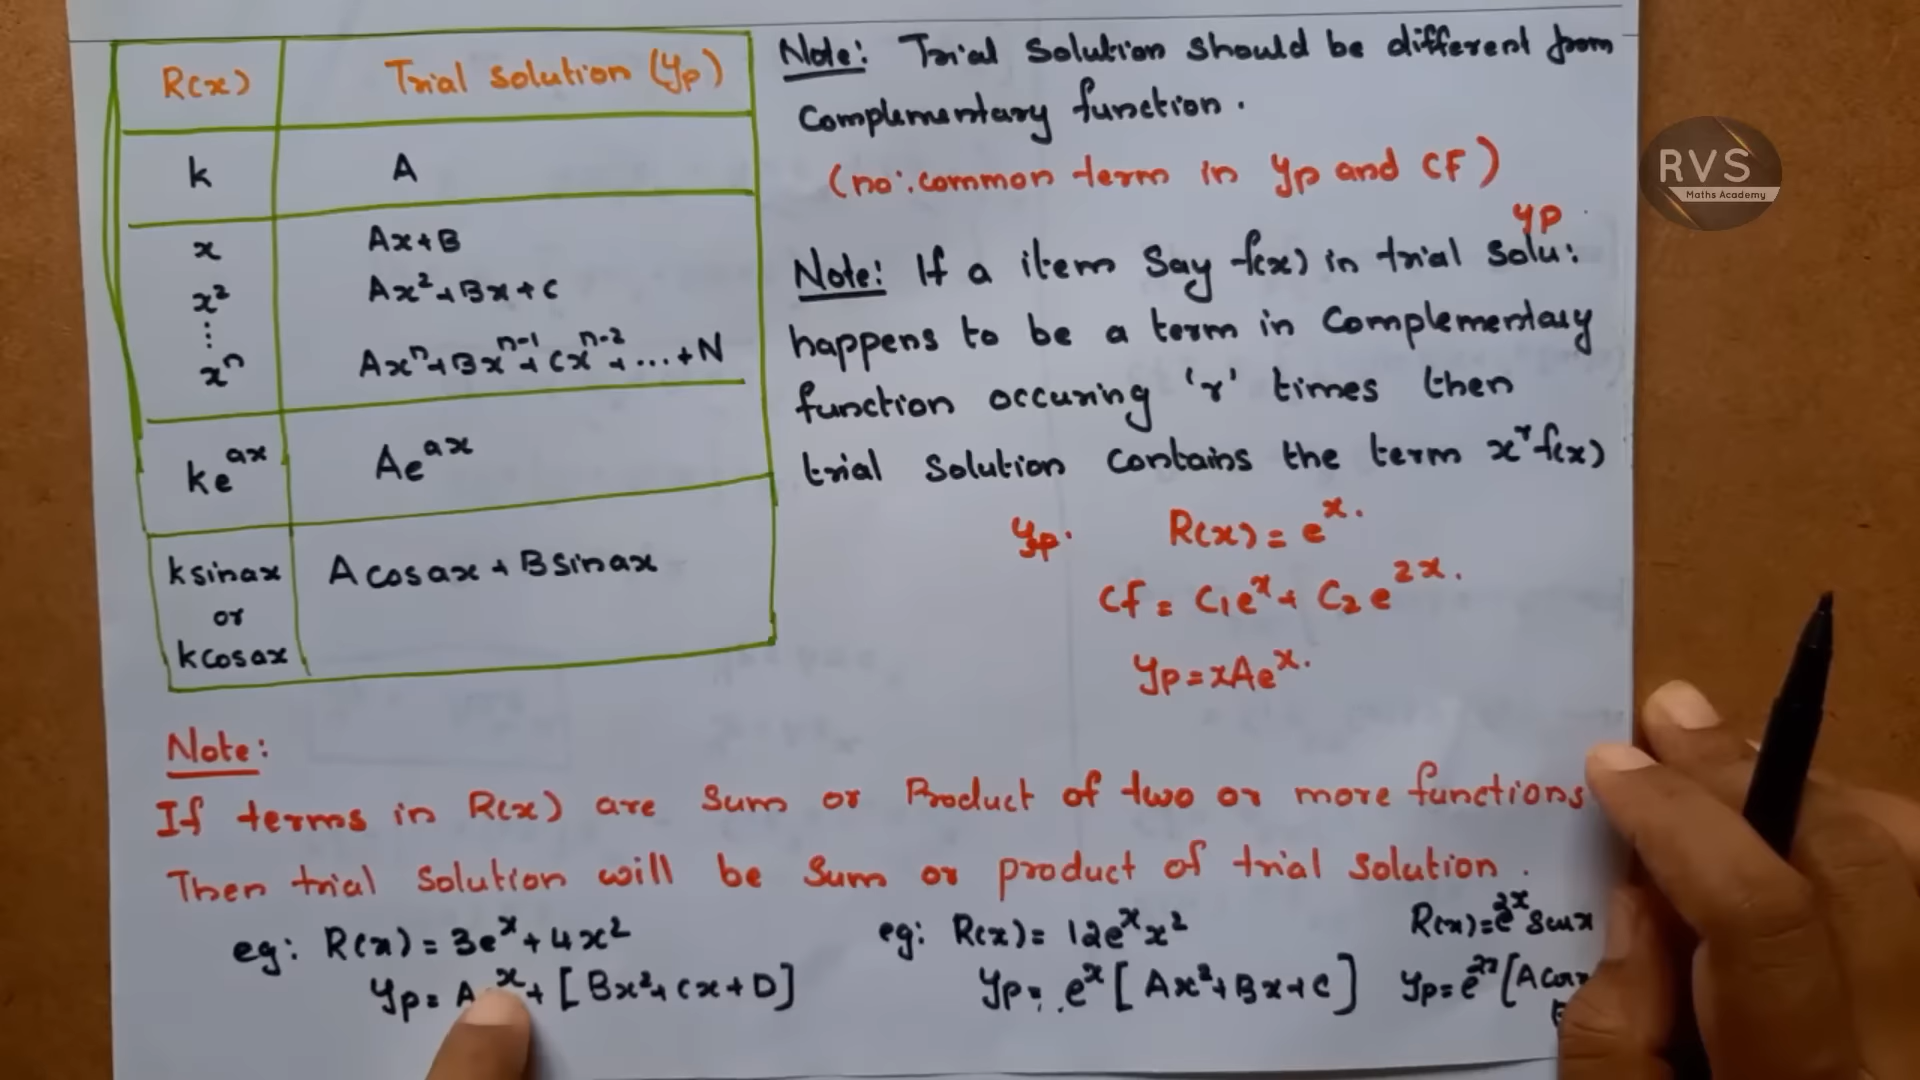 R(x) Trial solution (yp)
k A
x Ax+B
x² Ax²+Bx+C
⋮
xⁿ Axⁿ+Bxⁿ⁻¹+Cxⁿ⁻²+...+N
ke^ax Ae^ax
ksinax Acosax+Bsinax
or
kcosax
Note: Trial solution should be different from
Complementary function.
(no: common term in yp and CF)
yp
Note: If a item Say f(x) in trial Solu:
happens to be a term in Complementary
function occuring 'r' times then
trial Solution Contains the term x^r f(x)
yp. R(x) = e^x.
CF = C₁e^x + C₂e^2x.
yp = xAe^x.
RVS
Maths Academy
Note:
If terms in R(x) are Sum or Product of two or more functions
Then trial Solution will be Sum or product of trial Solution.
eg: R(x) = 3e^x + 4x²
yp = A x + [Bx²+Cx+D]
eg: R(x) = 12e^x x²
yp = e^x [Ax²+Bx+C]
R(x)=e^2x
yp = e^2x [A